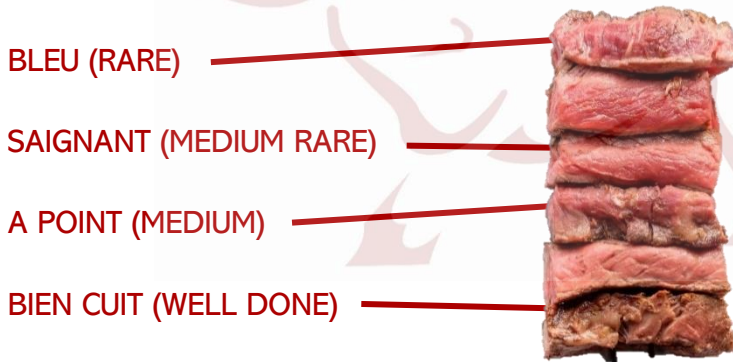 BLEU (RARE)
SAIGNANT (MEDIUM RARE)
A POINT (MEDIUM)
BIEN CUIT (WELL DONE)